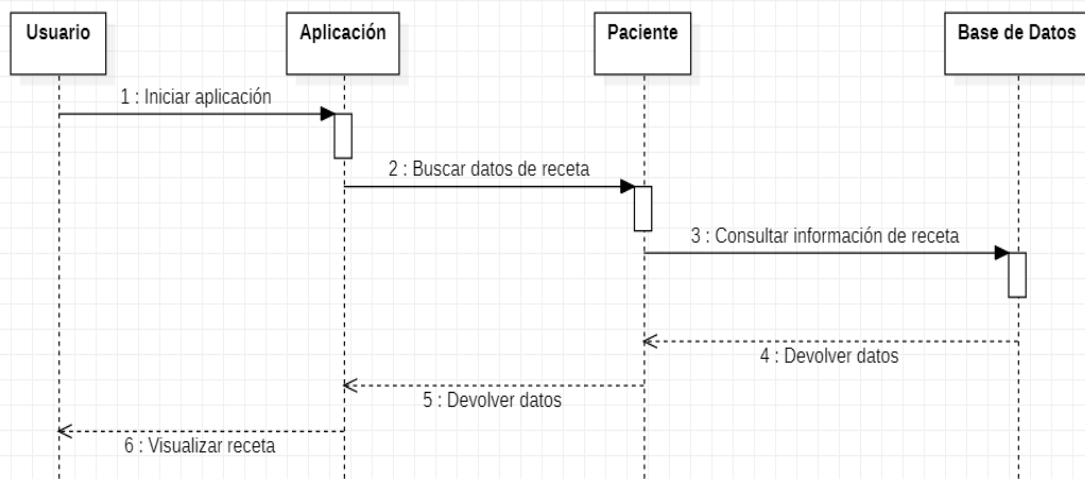 Usuario
Aplicación
Paciente
Base de Datos
1 : Iniciar aplicación
2 : Buscar datos de receta
3 : Consultar información de receta
4 : Devolver datos
5 : Devolver datos
6 : Visualizar receta